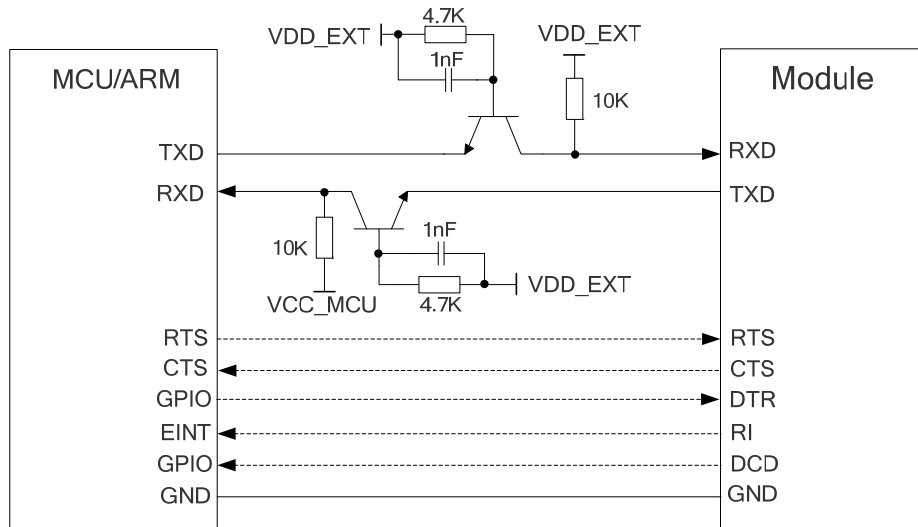 4.7K
VDD_EXT
VDD_EXT
1nF
MCU/ARM
Module
10K
TXD
RXD
RXD
TXD
1nF
10K
VDD_EXT
VCC_MCU
4.7K
RTS
RTS
CTS
CTS
GPIO
DTR
EINT
RI
GPIO
DCD
GND
GND